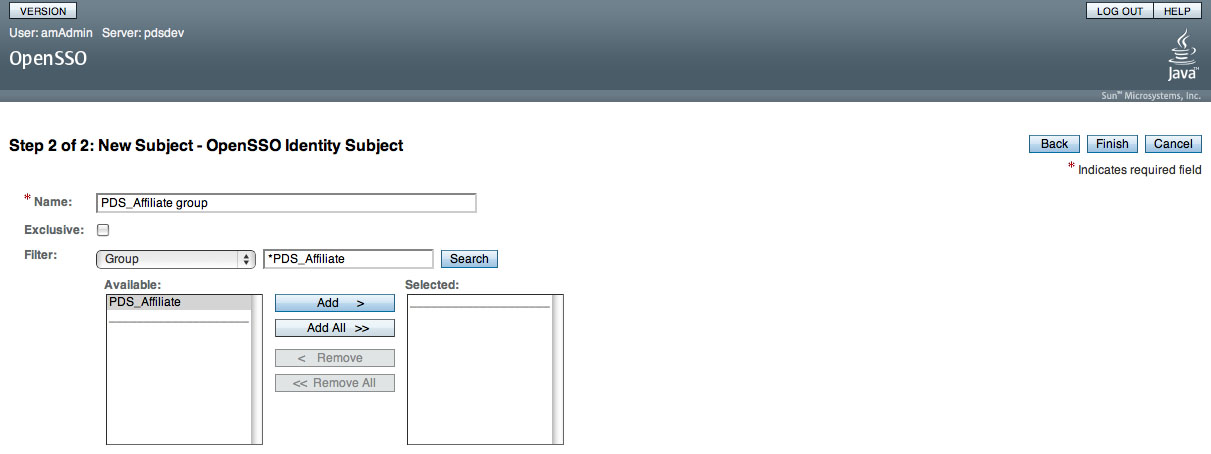 VERSION LOG OUT HELP
User: amAdmin Server: pdsdev
OpenSSO
Java™
Sun™ Microsystems, Inc.
Step 2 of 2: New Subject - OpenSSO Identity Subject Back Finish Cancel
* Indicates required field
* Name: PDS_Affiliate group
Exclusive:
Filter: Group *PDS_Affiliate Search
Available: Selected:
PDS_Affiliate Add >
Add All >>
< Remove
<< Remove All